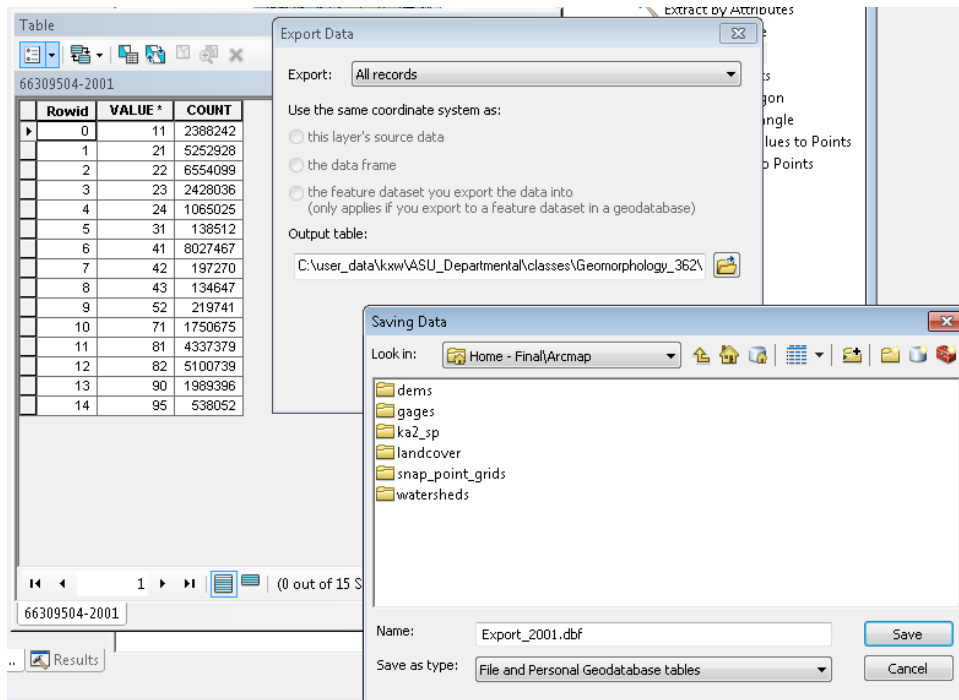 Table
66309504-2001
Rowid VALUE * COUNT
0 11 2388242
1 21 5252928
2 22 6554099
3 23 2428036
4 24 1065025
5 31 138512
6 41 8027467
7 42 197270
8 43 134647
9 52 219741
10 71 1750675
11 81 4337379
12 82 5100739
13 90 1989396
14 95 538052
1
(0 out of 15 S
66309504-2001
..
Results
Export Data
Export: All records
Use the same coordinate system as:
this layer's source data
the data frame
the feature dataset you export the data into
(only applies if you export to a feature dataset in a geodatabase)
Output table:
C:\user_data\kxw\ASU_Departmental\classes\Geomorphology_362\
Extract by Attributes
lues to Points
Saving Data
Look in: Home - Final\Arcmap
dems
gages
ka2_sp
landcover
snap_point_grids
watersheds
Name: Export_2001.dbf
Save
Save as type: File and Personal Geodatabase tables
Cancel